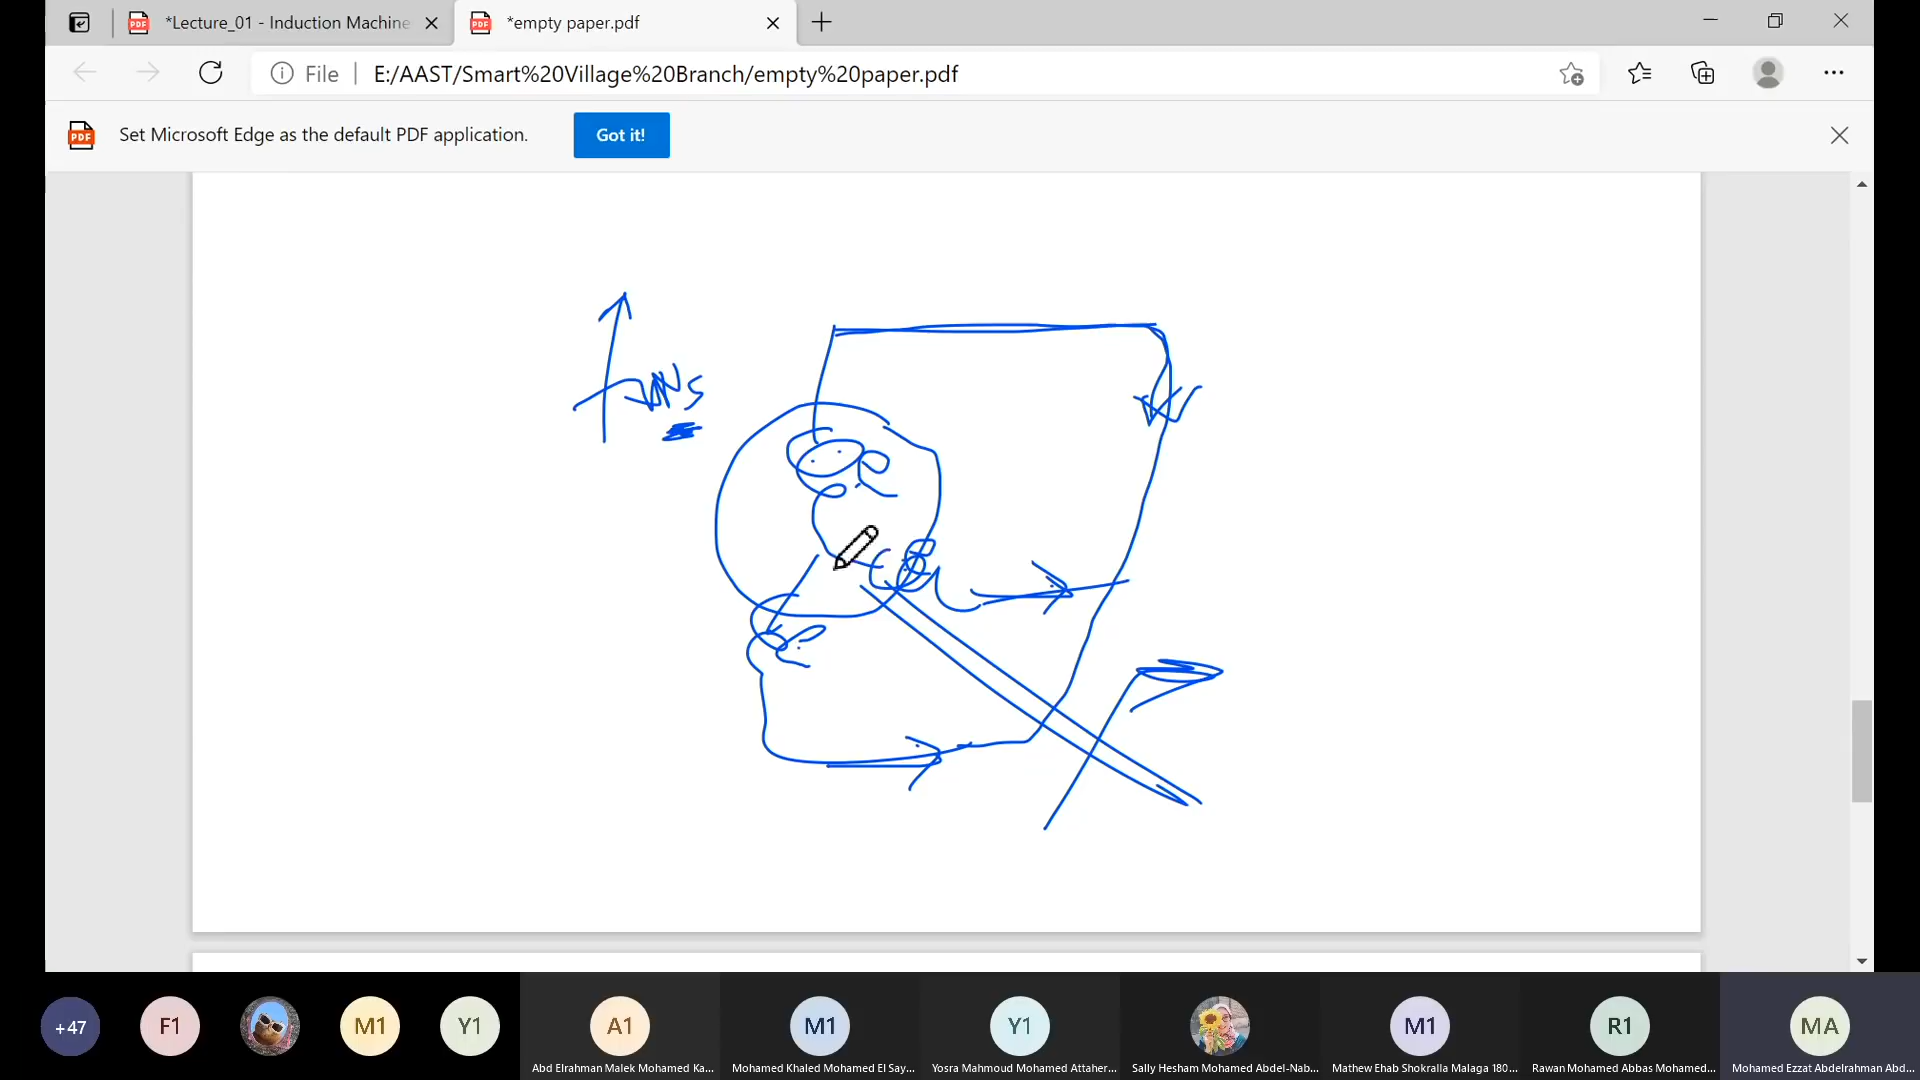 *Lecture_01 - Induction Machine
*empty paper.pdf
File
E:/AAST/Smart%20Village%20Branch/empty%20paper.pdf
PDF
Set Microsoft Edge as the default PDF application.
Got it!
+47
F1
M1
Y1
A1
M1
Y1
M1
R1
MA
Abd Elrahman Malek Mohamed Ka...
Mohamed Khaled Mohamed El Say...
Yosra Mahmoud Mohamed Attaher...
Sally Hesham Mohamed Abdel-Nab...
Mathew Ehab Shokralla Malaga 180...
Rawan Mohamed Abbas Mohamed...
Mohamed Ezzat Abdelrahman Abd...